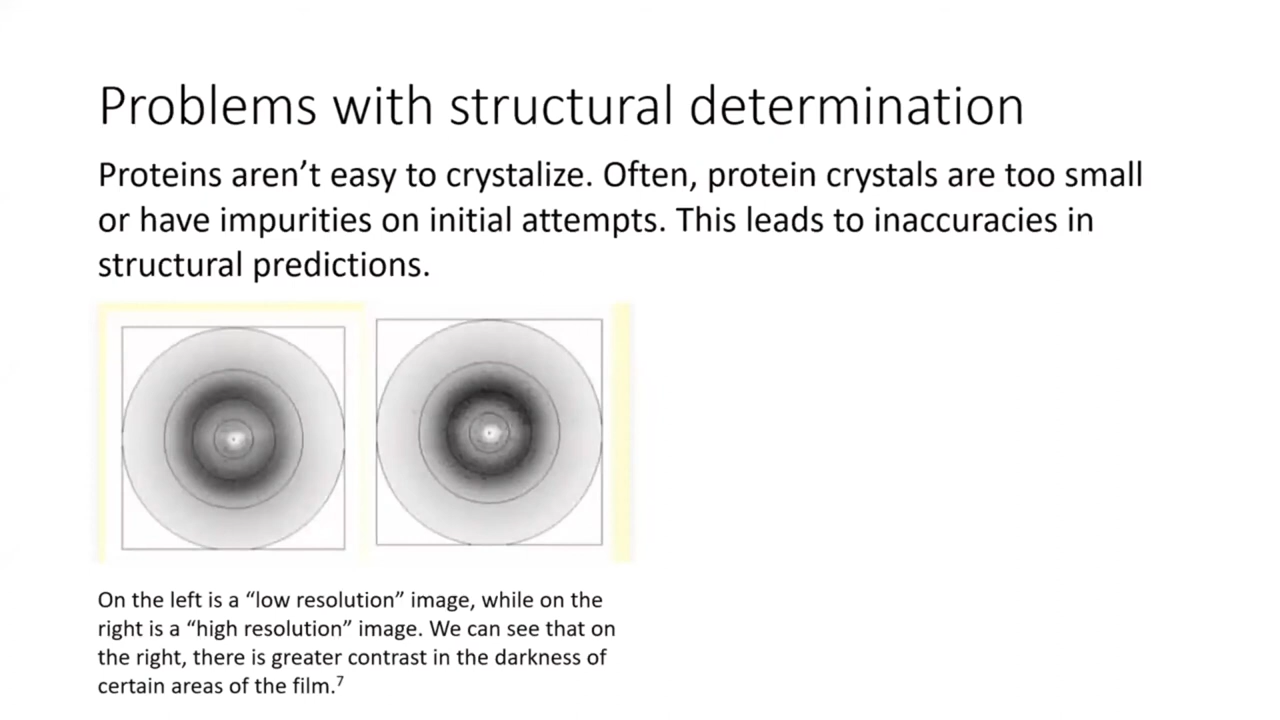 Problems with structural determination
Proteins aren’t easy to crystalize. Often, protein crystals are too small
or have impurities on initial attempts. This leads to inaccuracies in
structural predictions.
On the left is a “low resolution” image, while on the
right is a “high resolution” image. We can see that on
the right, there is greater contrast in the darkness of
certain areas of the film.⁷